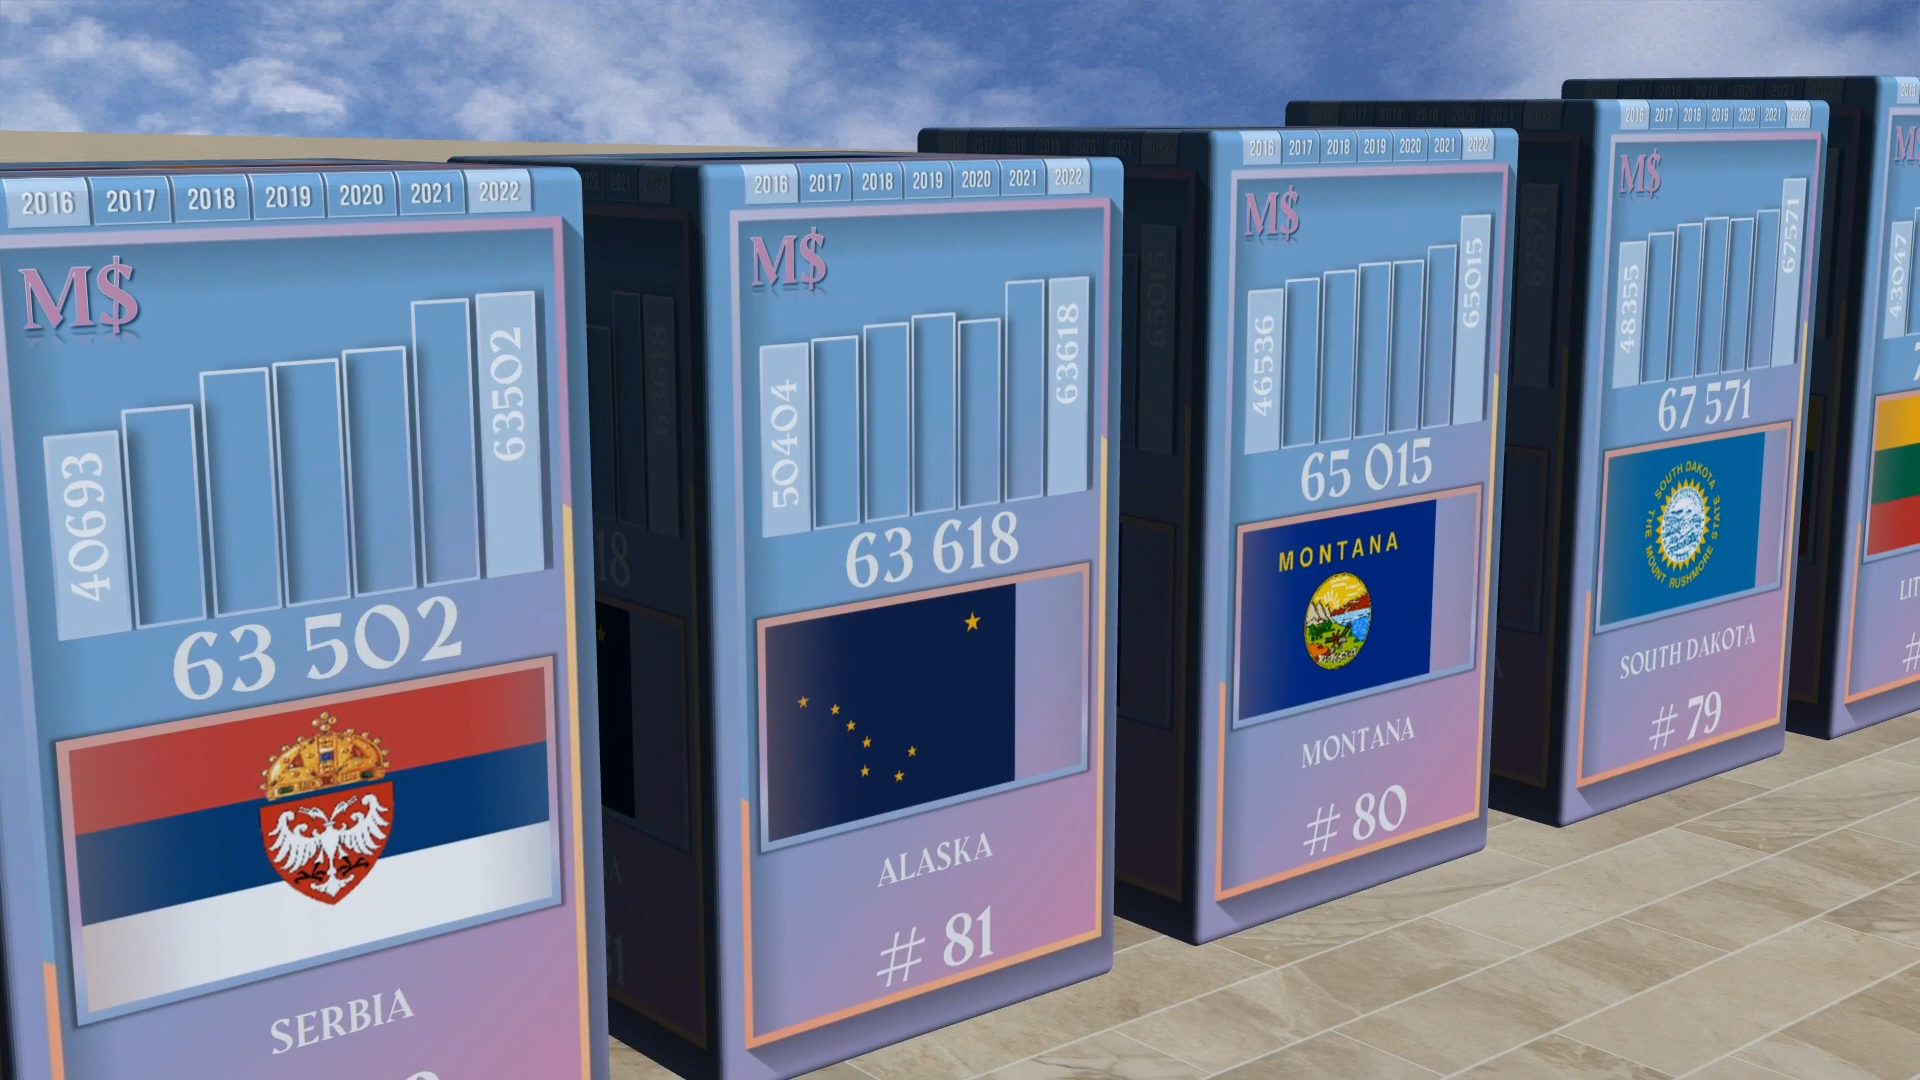 2016 2017 2018 2019 2020 2021 2022
M$
40693
63502
63 502
SERBIA
2016 2017 2018 2019 2020 2021 2022
M$
50404
63618
63 618
ALASKA
# 81
2016 2017 2018 2019 2020 2021 2022
M$
46536
65015
65 015
MONTANA
MONTANA
# 80
2016 2017 2018 2019 2020 2021 2022
M$
48355
67571
67 571
SOUTH DAKOTA
THE MOUNT RUSHMORE STATE
SOUTH DAKOTA
# 79
2016
43047
#